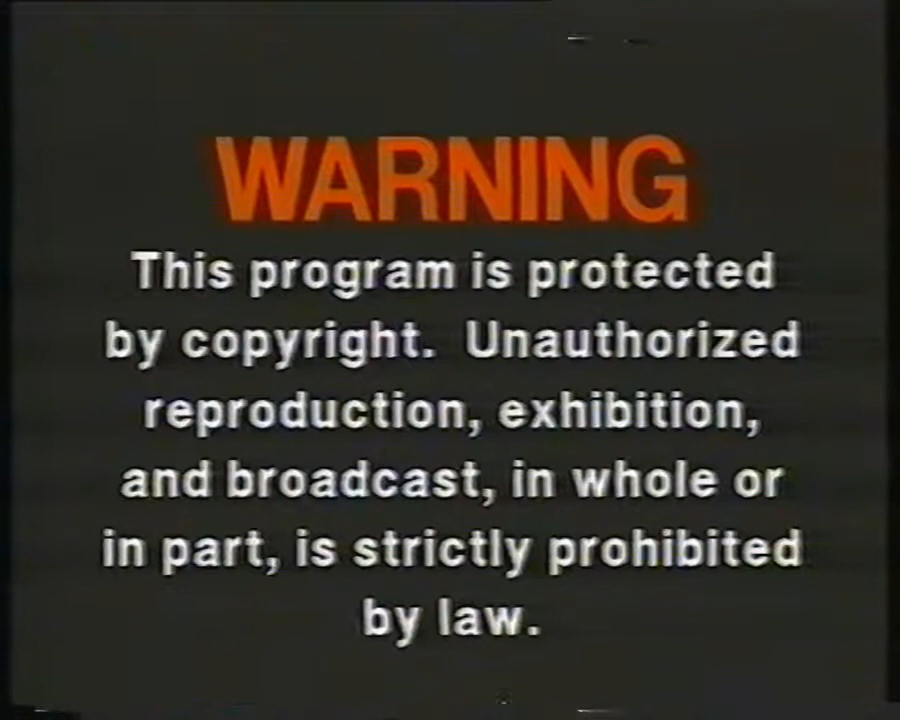 WARNING
This program is protected
by copyright.  Unauthorized
reproduction, exhibition,
and broadcast, in whole or
in part, is strictly prohibited
by law.